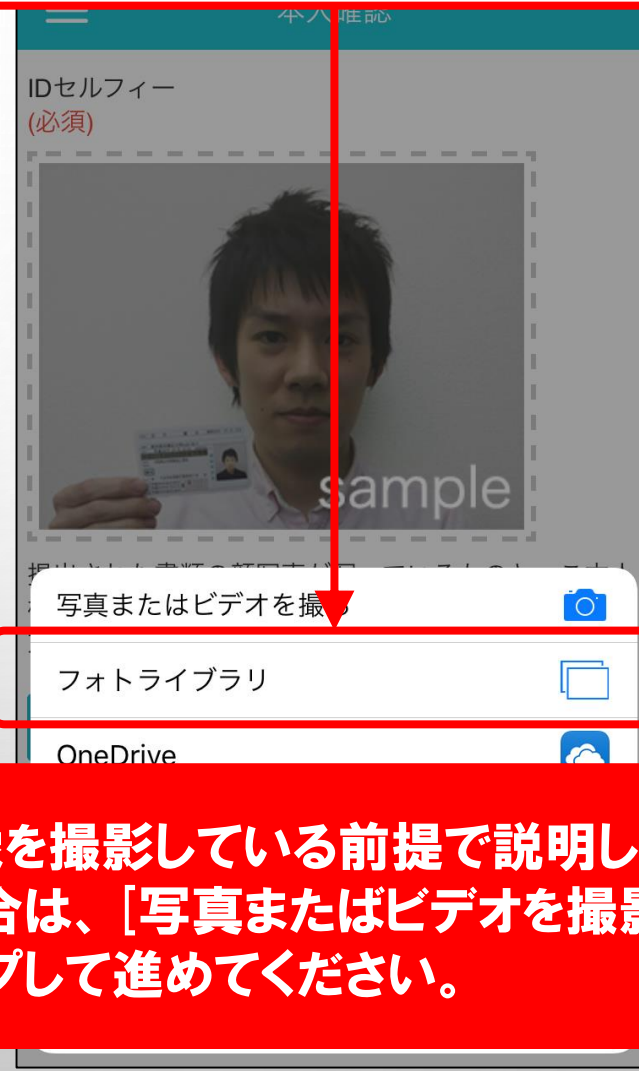 本人確認
IDセルフィー
(必須)
sample
写真またはビデオを撮る
フォトライブラリ
OneDrive
を撮影している前提で説明し
合は、[写真またはビデオを撮影
プして進めてください。